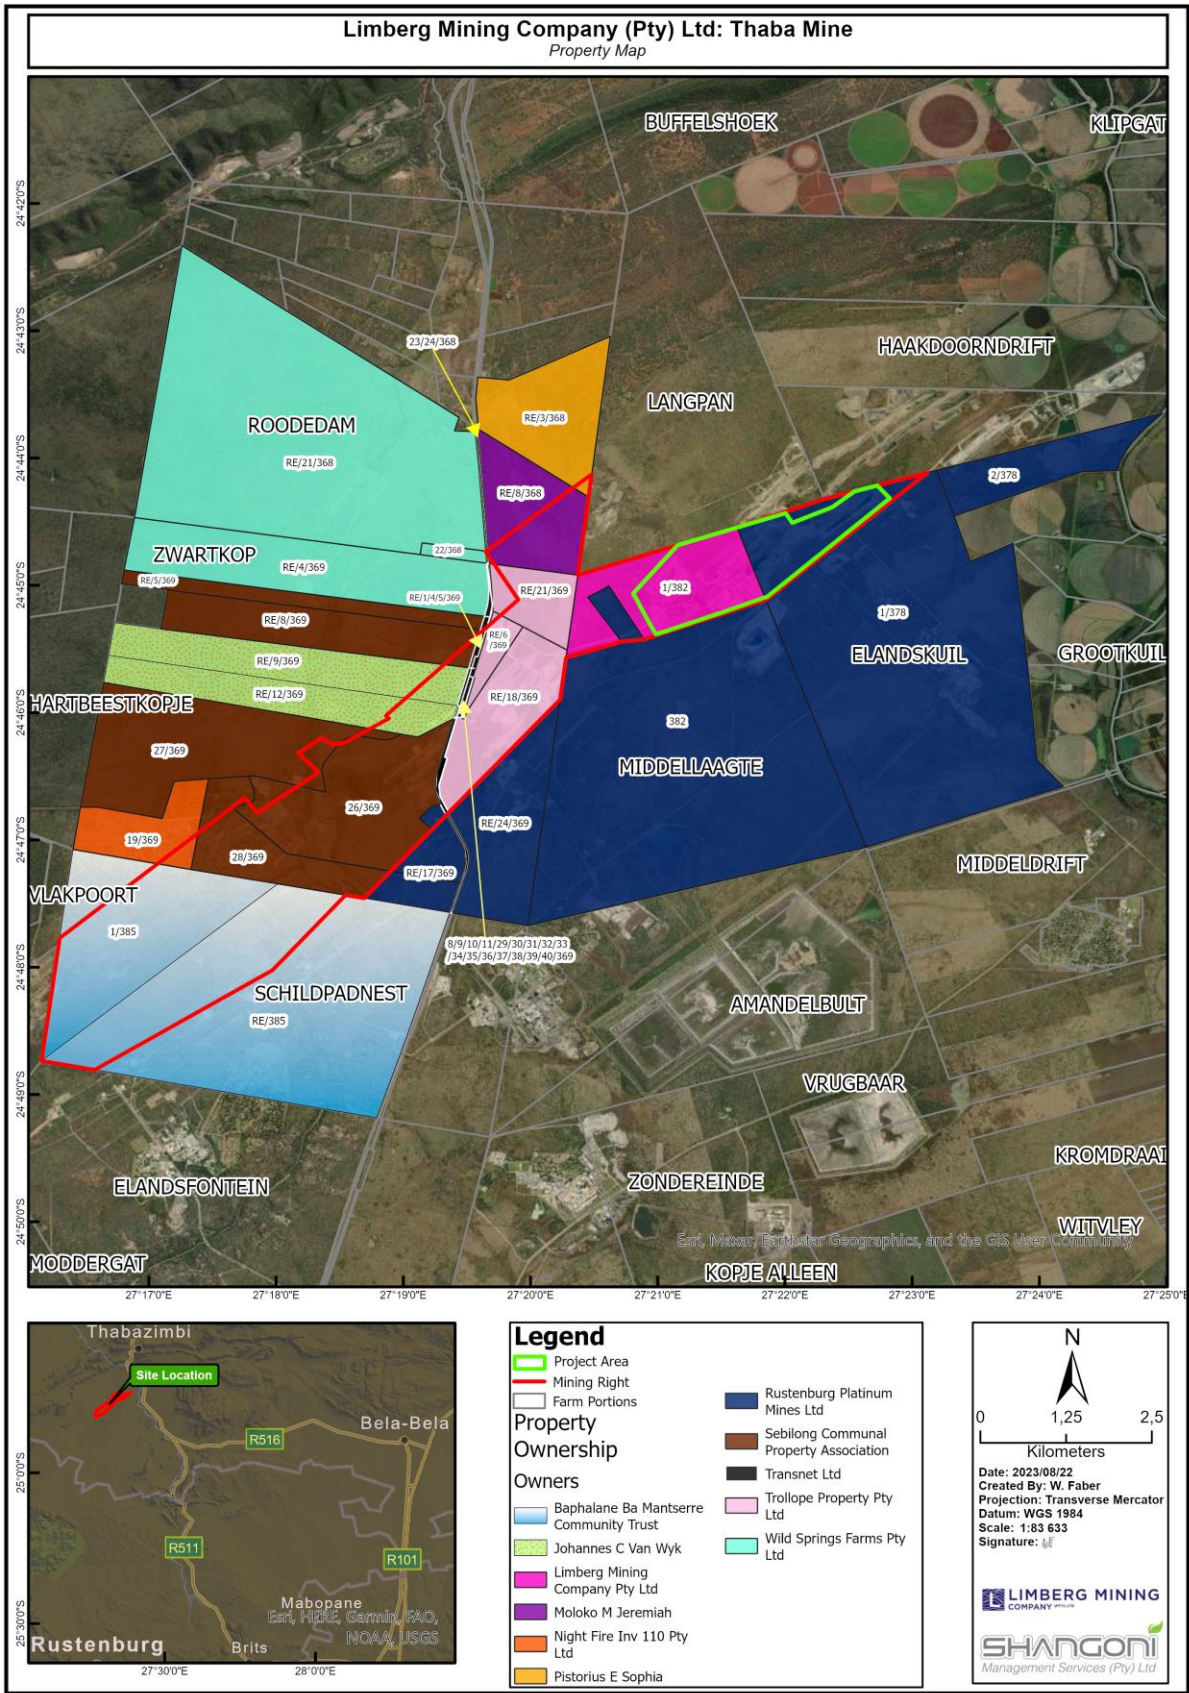 Limberg Mining Company (Pty) Ltd: Thaba Mine
Property Map
BUFFELSHOEK
KLIPGAT
24°42'0"S
24°43'0"S
23/24/368
HAAKDOORNDRIFT
LANGPAN
RE/3/368
ROODEDAM
RE/21/368
24°44'0"S
RE/8/368
2/378
22/368
ZWARTKOP
RE/4/369
RE/5/369
24°45'0"S
RE/1/4/5/369
RE/21/369
1/382
1/378
RE/8/369
RE/6
/369
ELANDSKUIL
GROOTKUIL
RE/9/369
RE/12/369
RE/18/369
HARTBEESTKOPJE
24°46'0"S
382
27/369
MIDDELLAAGTE
26/369
RE/24/369
24°47'0"S
19/369
28/369
RE/17/369
MIDDELDRIFT
VLAKPOORT
1/385
8/9/10/11/29/30/31/32/33
/34/35/36/37/38/39/40/369
24°48'0"S
SCHILDPADNEST
AMANDELBULT
RE/385
24°49'0"S
VRUGBAAR
KROMDRAAI
ELANDSFONTEIN
ZONDEREINDE
24°50'0"S
WITVLEY
Esri, Maxar, Earthstar Geographics, and the GIS User Community
MODDERGAT
KOPJE ALLEEN
27°17'0"E
27°18'0"E
27°19'0"E
27°20'0"E
27°21'0"E
27°22'0"E
27°23'0"E
27°24'0"E
27°25'0"E
Thabazimbi
Site Location
Bela-Bela
R516
25°0'0"S
R511
R101
Mabopane
Esri, HERE, Garmin, FAO,
NOAA, USGS
25°30'0"S
Rustenburg
Brits
27°30'0"E
28°0'0"E
Legend
Project Area
Mining Right
Farm Portions
Property
Ownership
Owners
Baphalane Ba Mantserre
Community Trust
Johannes C Van Wyk
Limberg Mining
Company Pty Ltd
Moloko M Jeremiah
Night Fire Inv 110 Pty
Ltd
Pistorius E Sophia
Rustenburg Platinum
Mines Ltd
Sebilong Communal
Property Association
Transnet Ltd
Trollope Property Pty
Ltd
Wild Springs Farms Pty
Ltd
N
0 1,25 2,5
Kilometers
Date: 2023/08/22
Created By: W. Faber
Projection: Transverse Mercator
Datum: WGS 1984
Scale: 1:83 633
Signature:
LIMBERG MINING
COMPANY
SHANGONI
Management Services (Pty) Ltd